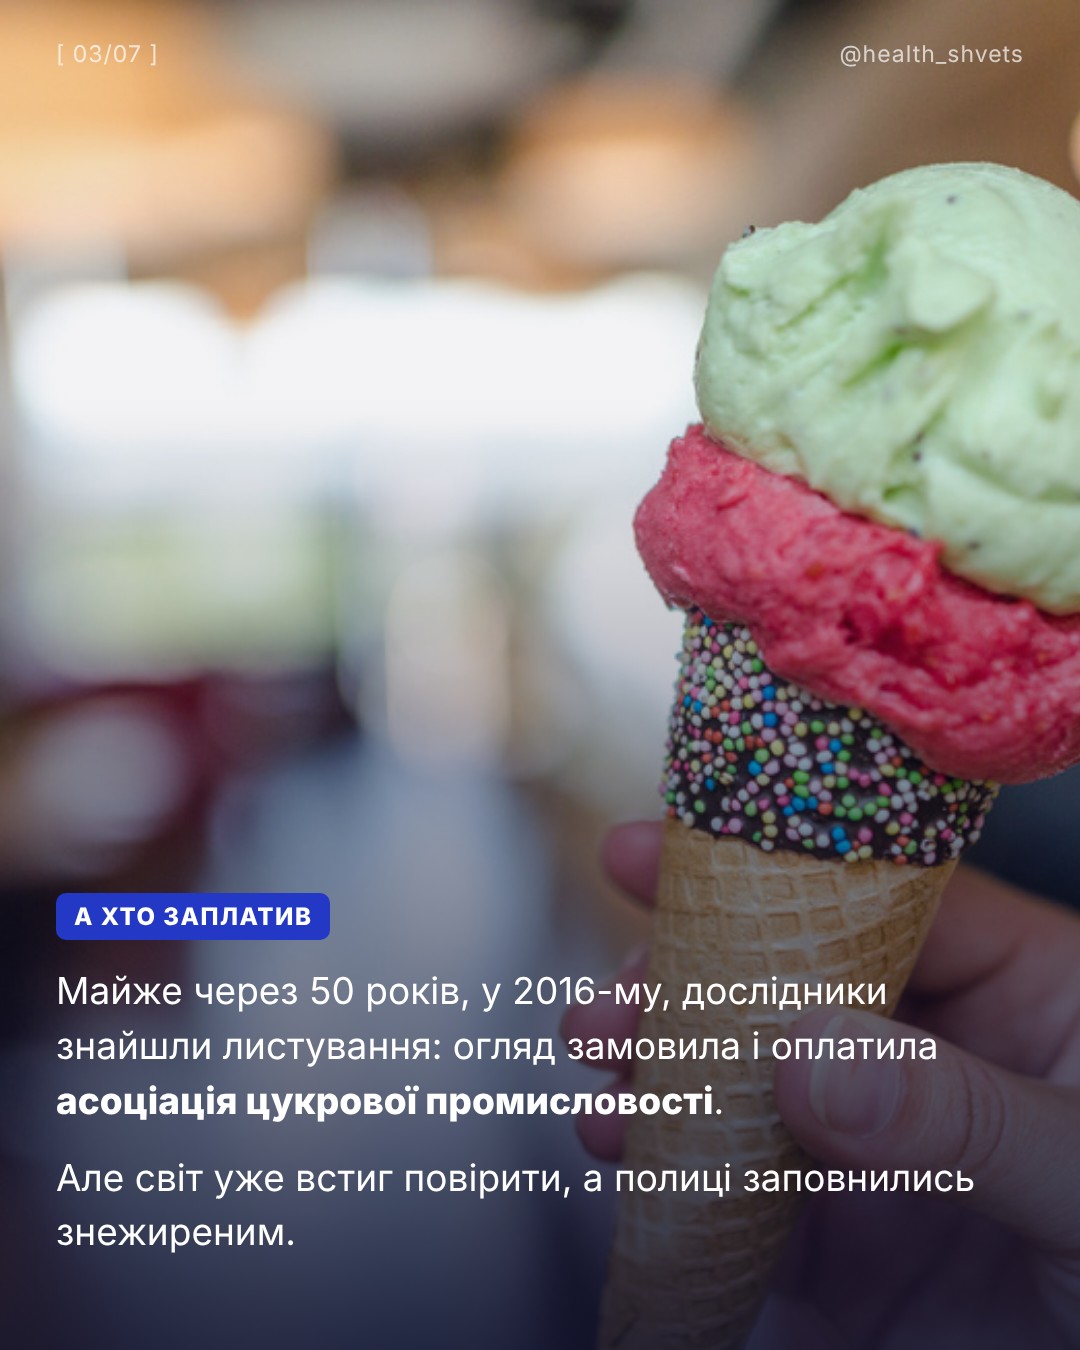 [ 03/07 ]
@health_shvets
А ХТО ЗАПЛАТИВ
Майже через 50 років, у 2016-му, дослідники
знайшли листування: огляд замовила і оплатила
асоціація цукрової промисловості.
Але світ уже встиг повірити, а полиці заповнились
знежиреним.